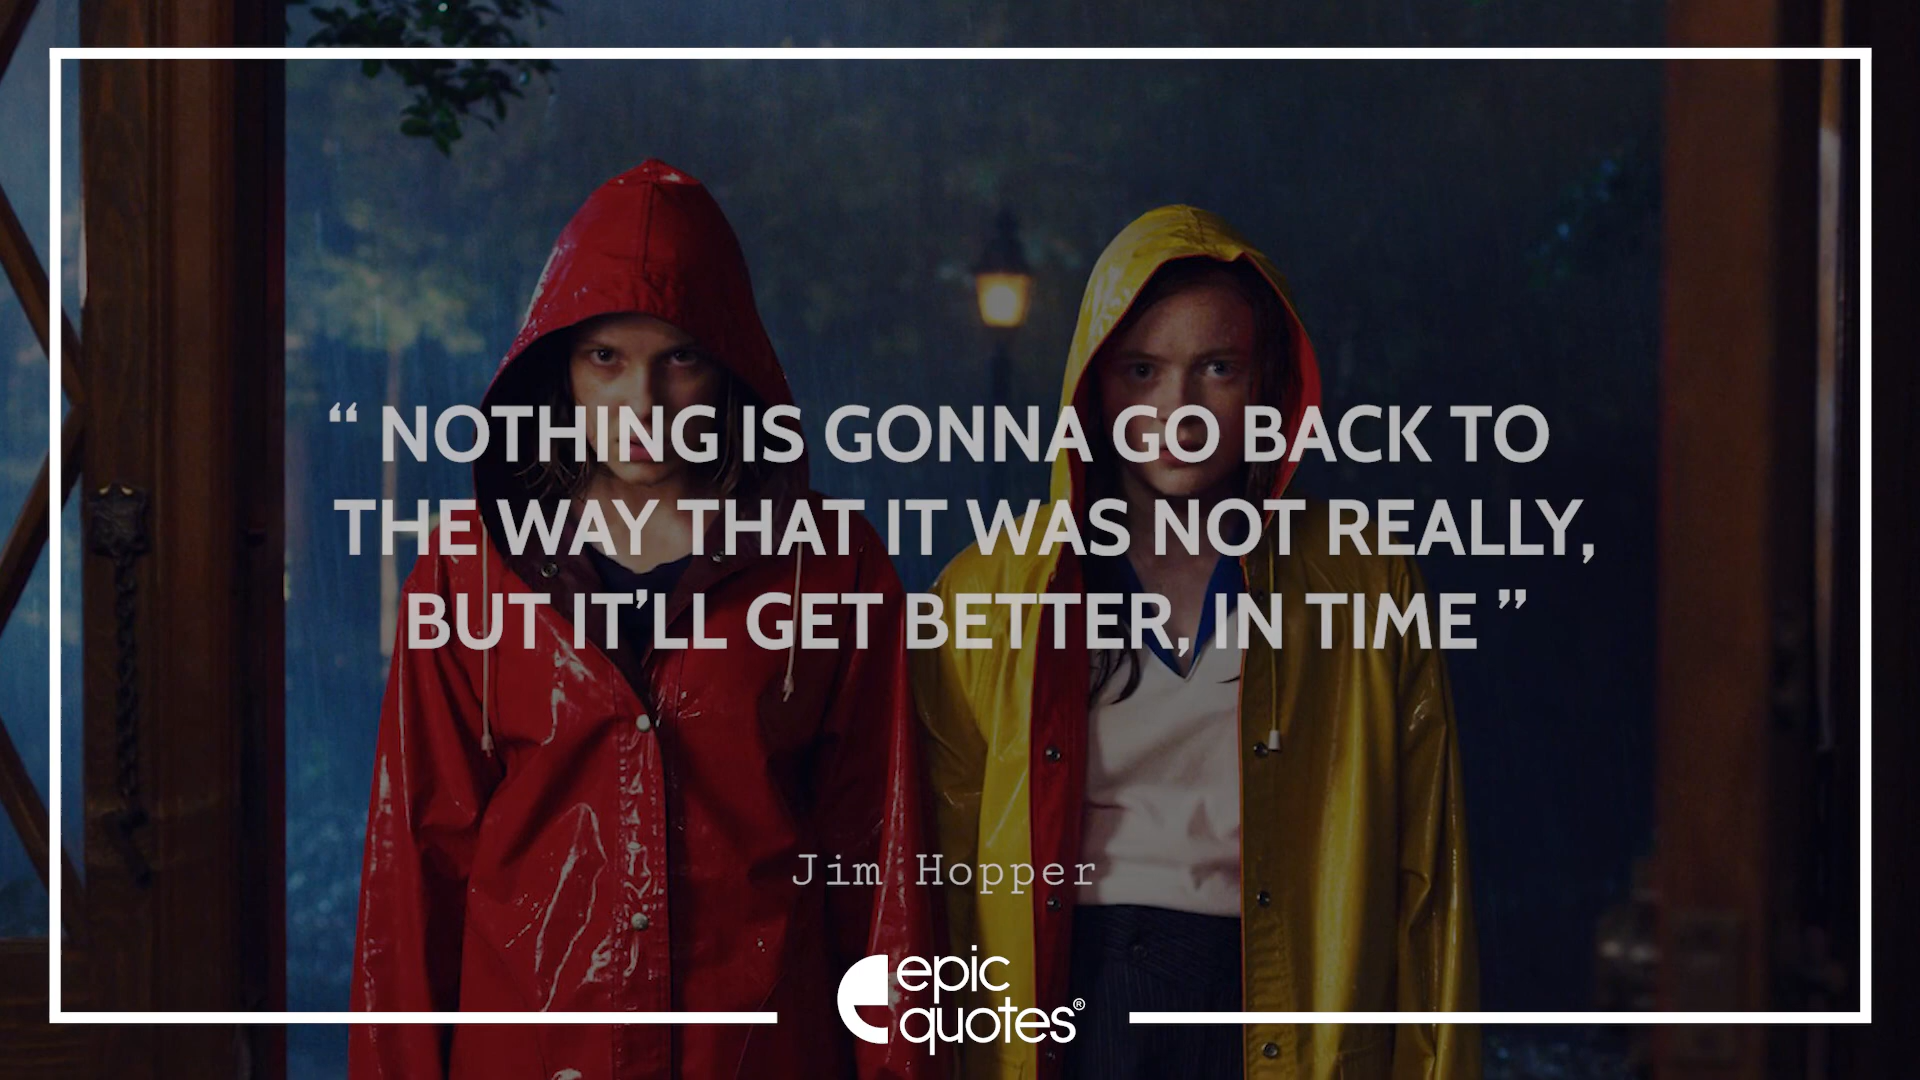 “ NOTHING IS GONNA GO BACK TO
THE WAY THAT IT WAS NOT REALLY,
BUT IT’LL GET BETTER, IN TIME ”
Jim Hopper
epic
quotes®